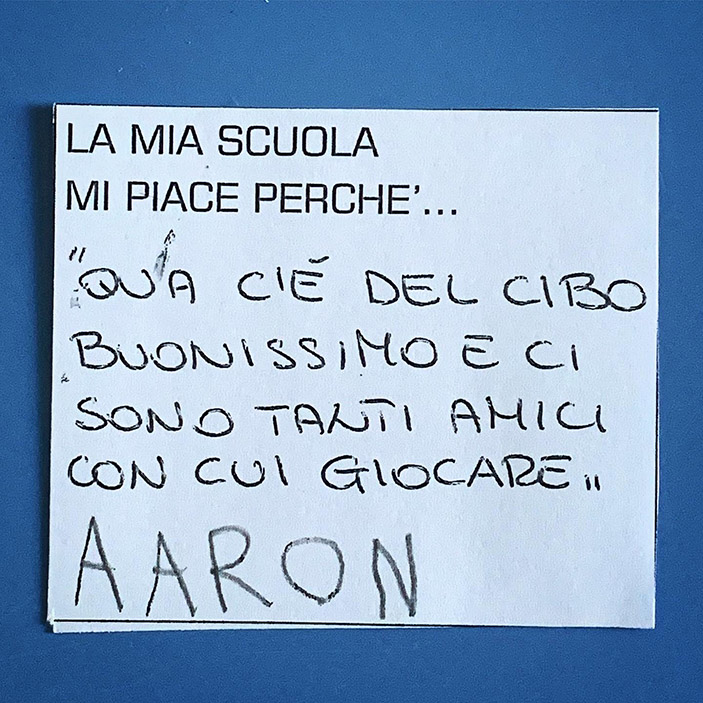 LA MIA SCUOLA
MI PIACE PERCHE'...
"QUA C'IÉ DEL CIBO
BUONISSIMO E CI
SONO TANTI AMICI
CON CUI GIOCARE„
AARON